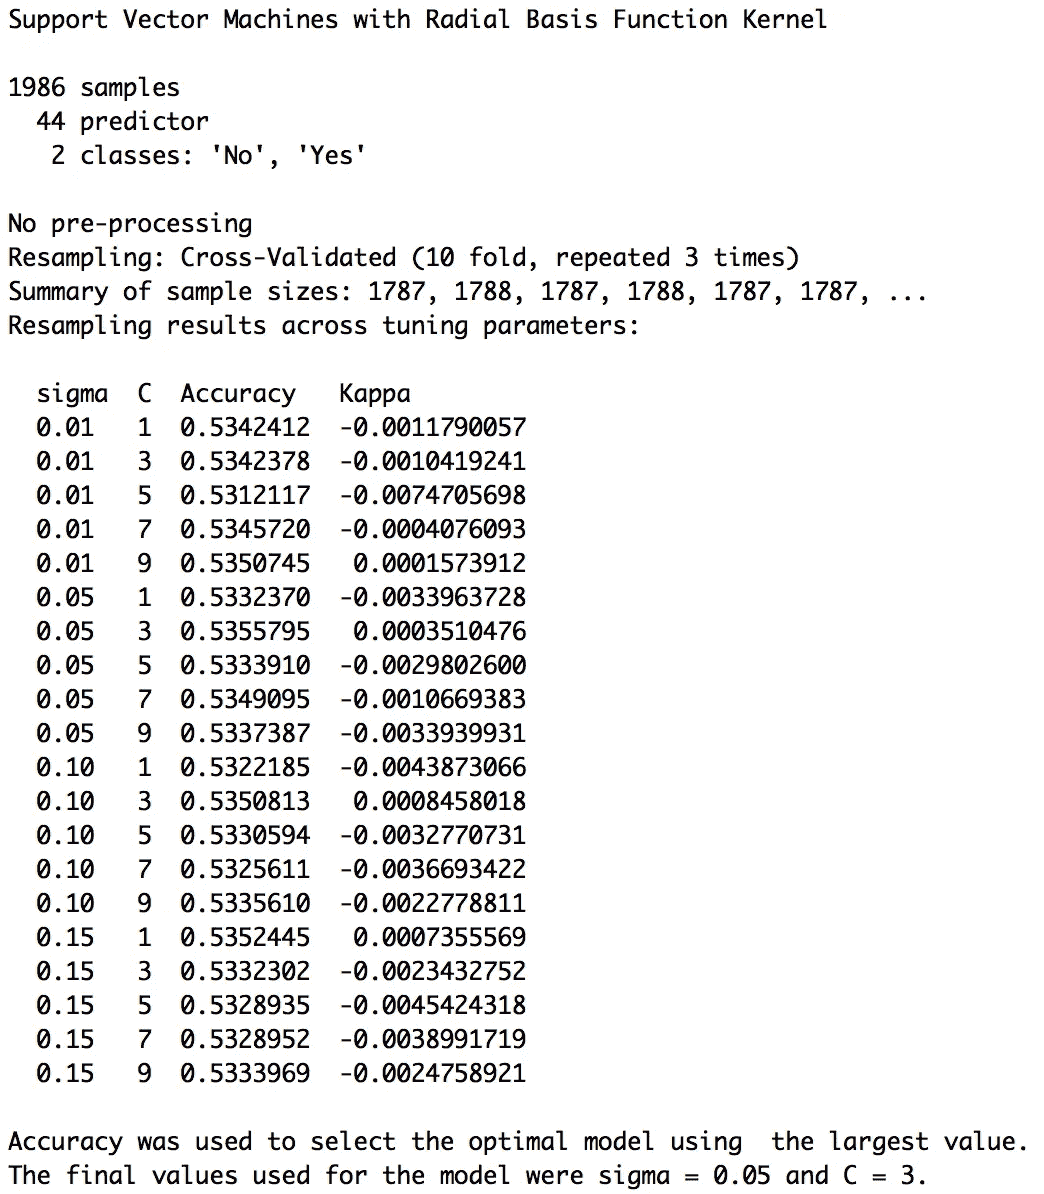 Support Vector Machines with Radial Basis Function Kernel
1986 samples
44 predictor
2 classes: 'No', 'Yes'
No pre-processing
Resampling: Cross-Validated (10 fold, repeated 3 times)
Summary of sample sizes: 1787, 1788, 1787, 1788, 1787, 1787, ...
Resampling results across tuning parameters:
sigma C Accuracy Kappa
0.01 1 0.5342412 -0.0011790057
0.01 3 0.5342378 -0.0010419241
0.01 5 0.5312117 -0.0074705698
0.01 7 0.5345720 -0.0004076093
0.01 9 0.5350745 0.0001573912
0.05 1 0.5332370 -0.0033963728
0.05 3 0.5355795 0.0003510476
0.05 5 0.5333910 -0.0029802600
0.05 7 0.5349095 -0.0010669383
0.05 9 0.5337387 -0.0033939931
0.10 1 0.5322185 -0.0043873066
0.10 3 0.5350813 0.0008458018
0.10 5 0.5330594 -0.0032770731
0.10 7 0.5325611 -0.0036693422
0.10 9 0.5335610 -0.0022778811
0.15 1 0.5352445 0.0007355569
0.15 3 0.5332302 -0.0023432752
0.15 5 0.5328935 -0.0045424318
0.15 7 0.5328952 -0.0038991719
0.15 9 0.5333969 -0.0024758921
Accuracy was used to select the optimal model using  the largest value.
The final values used for the model were sigma = 0.05 and C = 3.